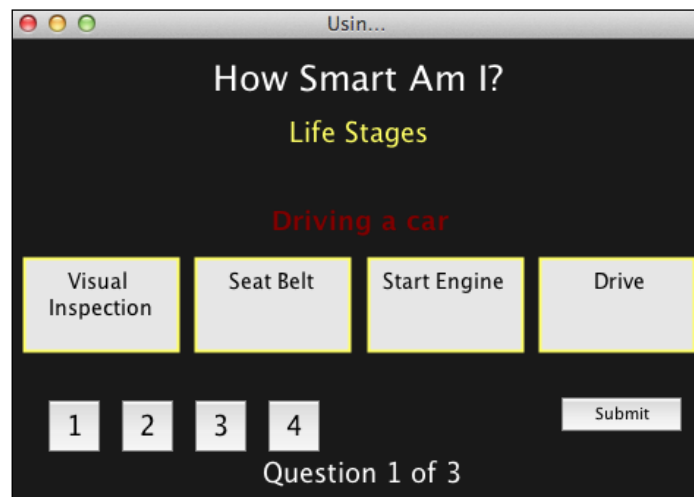 Usin...
How Smart Am I?
Life Stages
Driving a car
Visual
Inspection
Seat Belt
Start Engine
Drive
1 2 3 4
Submit
Question 1 of 3